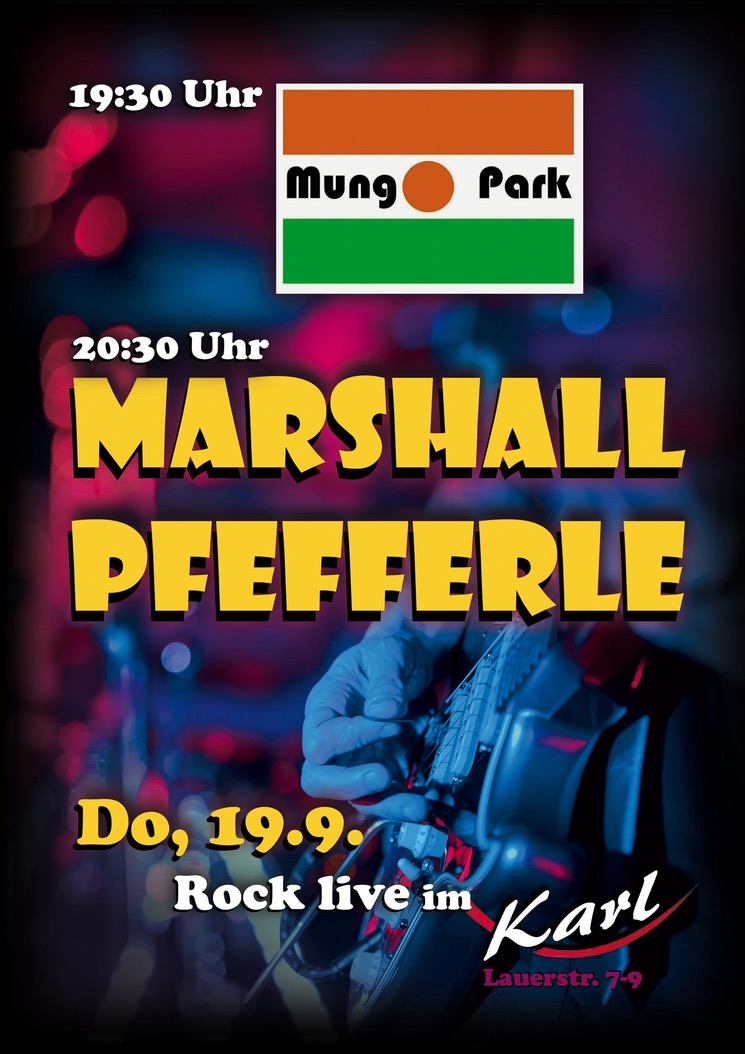 19:30 Uhr
Mungo Park
20:30 Uhr
MARSHALL
PFEFFERLE
Do, 19.9.
Rock live im
Karl
Lauerstr. 7-9